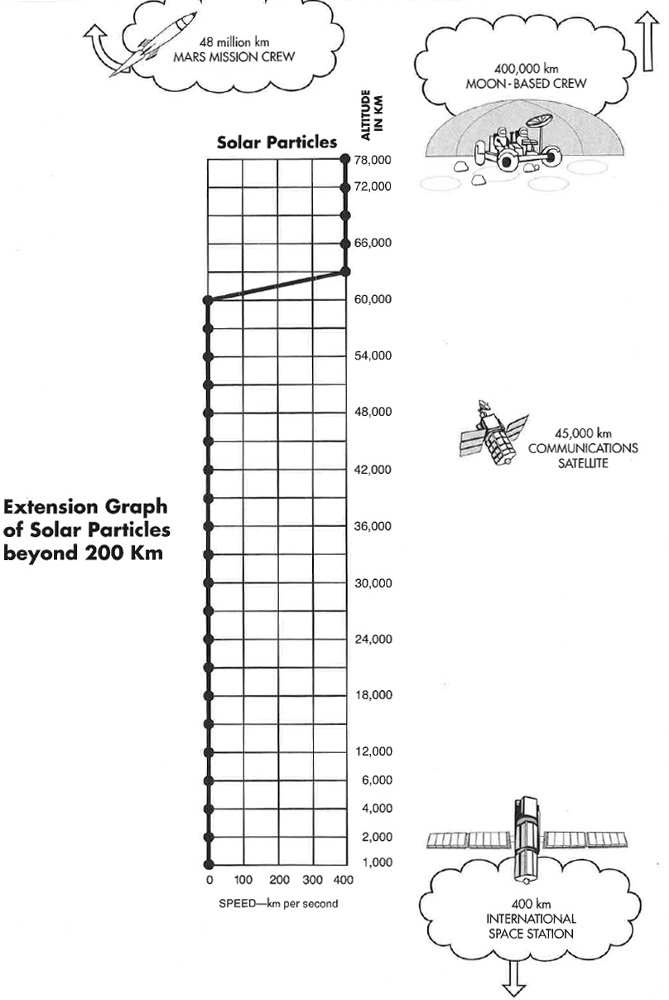 48 million km
MARS MISSION CREW
400,000 km
MOON-BASED CREW
ALTITUDE
IN KM
Solar Particles
78,000
72,000
66,000
60,000
54,000
48,000
45,000 km
COMMUNICATIONS
SATELLITE
42,000
Extension Graph
of Solar Particles
beyond 200 Km
36,000
30,000
24,000
18,000
12,000
6,000
4,000
2,000
1,000
0 100 200 300 400
SPEED—km per second
400 km
INTERNATIONAL
SPACE STATION